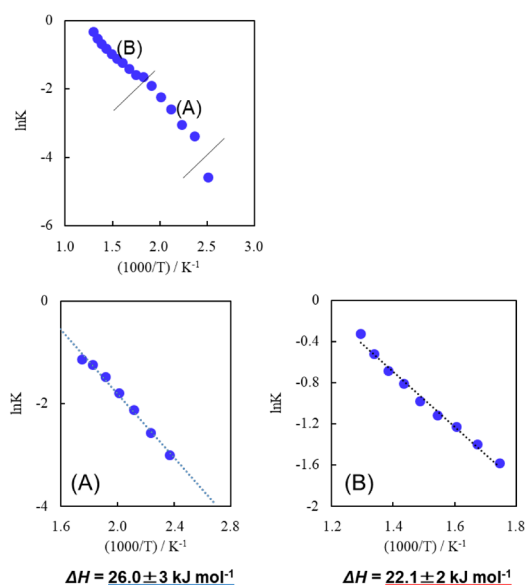 0
-2
-4
-6
lnK
(B)
(A)
1.0 1.5 2.0 2.5 3.0
(1000/T) / K-1
0
-2
-4
lnK
(A)
1.6 2.0 2.4 2.8
(1000/T) / K-1
ΔH = 26.0±3 kJ mol-1
0
-0.4
-0.8
-1.2
-1.6
-2
lnK
(B)
1.2 1.4 1.6 1.8
(1000/T) / K-1
ΔH = 22.1±2 kJ mol-1